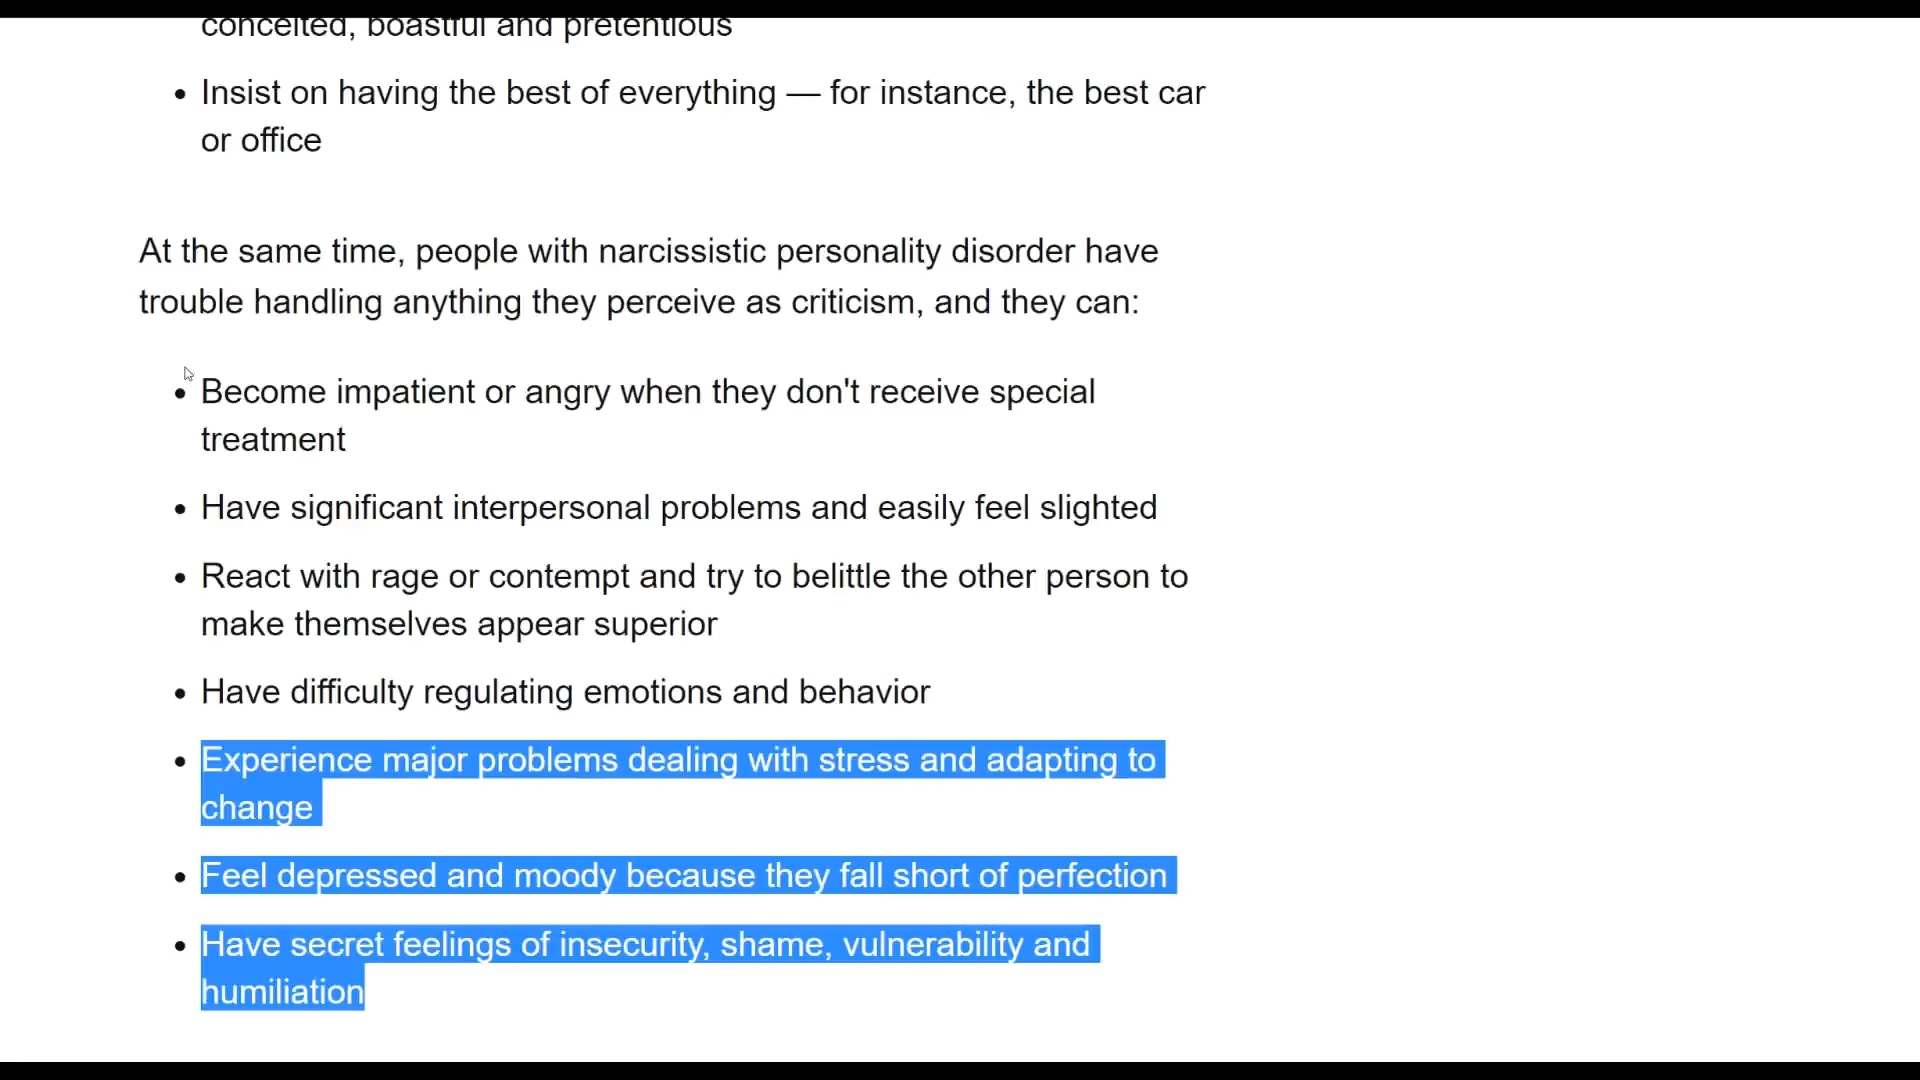 conceited, boastful and pretentious
• Insist on having the best of everything — for instance, the best car
or office
At the same time, people with narcissistic personality disorder have
trouble handling anything they perceive as criticism, and they can:
• Become impatient or angry when they don't receive special
treatment
• Have significant interpersonal problems and easily feel slighted
• React with rage or contempt and try to belittle the other person to
make themselves appear superior
• Have difficulty regulating emotions and behavior
• Experience major problems dealing with stress and adapting to
change
• Feel depressed and moody because they fall short of perfection
• Have secret feelings of insecurity, shame, vulnerability and
humiliation